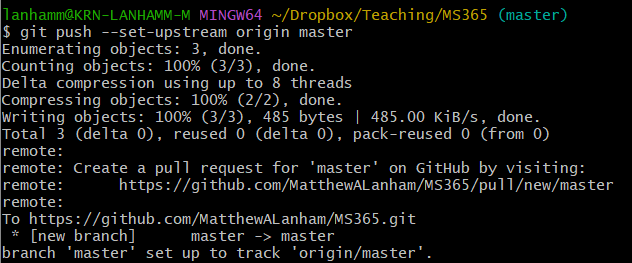 lanhamm@KRN-LANHAMM-M MINGW64 ~/Dropbox/Teaching/MS365 (master)
$ git push --set-upstream origin master
Enumerating objects: 3, done.
Counting objects: 100% (3/3), done.
Delta compression using up to 8 threads
Compressing objects: 100% (2/2), done.
Writing objects: 100% (3/3), 485 bytes | 485.00 KiB/s, done.
Total 3 (delta 0), reused 0 (delta 0), pack-reused 0 (from 0)
remote:
remote: Create a pull request for 'master' on GitHub by visiting:
remote:      https://github.com/MatthewALanham/MS365/pull/new/master
remote:
To https://github.com/MatthewALanham/MS365.git
 * [new branch]      master -> master
branch 'master' set up to track 'origin/master'.